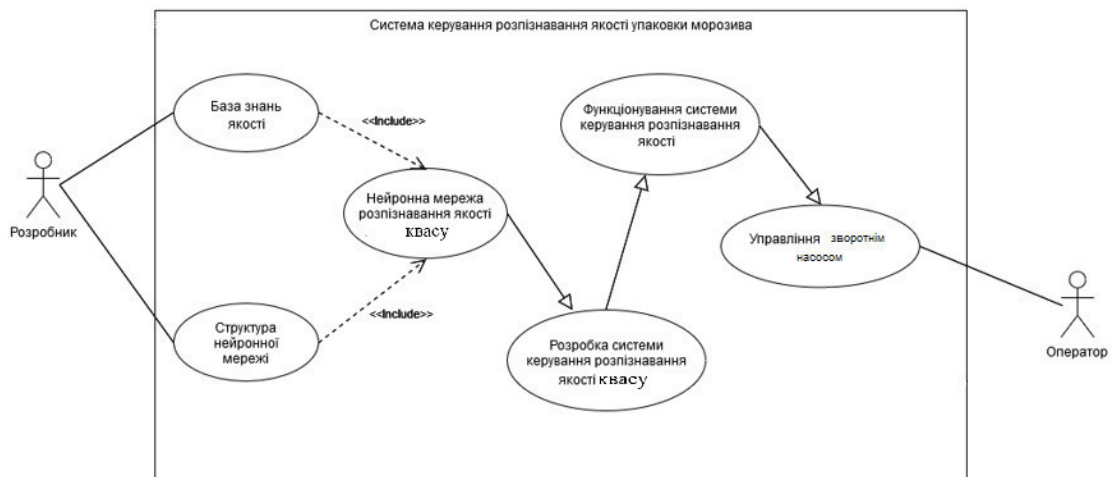 Система керування розпізнавання якості упаковки морозива
База знань
якості
<<Include>>
Функціонування системи
керування розпізнавання
якості
Розробник
Нейронна мережа
розпізнавання якості
квасу
Управління зворотнім
насосом
<<Include>>
Структура
нейронної
мережі
Розробка системи
керування розпізнавання
якості квасу
Оператор